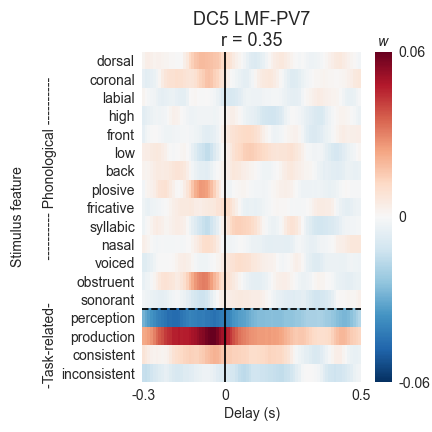 DC5 LMF-PV7
r = 0.35
w
Stimulus feature
---------- Phonological ----------
-Task-related-
dorsal
coronal
labial
high
front
low
back
plosive
fricative
syllabic
nasal
voiced
obstruent
sonorant
perception
production
consistent
inconsistent
0.06
0
-0.06
-0.3
0
0.5
Delay (s)